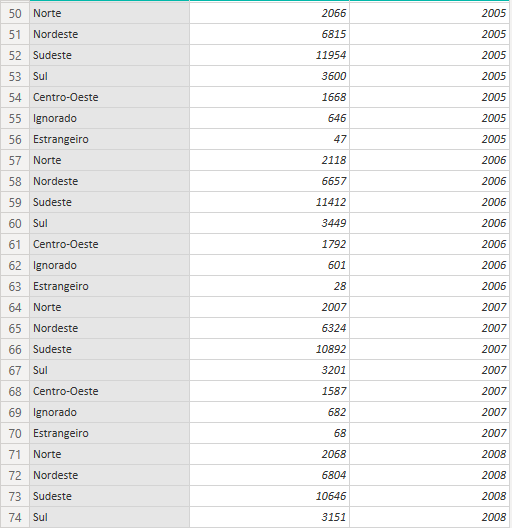 50 Norte 2066 2005
51 Nordeste 6815 2005
52 Sudeste 11954 2005
53 Sul 3600 2005
54 Centro-Oeste 1668 2005
55 Ignorado 646 2005
56 Estrangeiro 47 2005
57 Norte 2118 2006
58 Nordeste 6657 2006
59 Sudeste 11412 2006
60 Sul 3449 2006
61 Centro-Oeste 1792 2006
62 Ignorado 601 2006
63 Estrangeiro 28 2006
64 Norte 2007 2007
65 Nordeste 6324 2007
66 Sudeste 10892 2007
67 Sul 3201 2007
68 Centro-Oeste 1587 2007
69 Ignorado 682 2007
70 Estrangeiro 68 2007
71 Norte 2068 2008
72 Nordeste 6804 2008
73 Sudeste 10646 2008
74 Sul 3151 2008